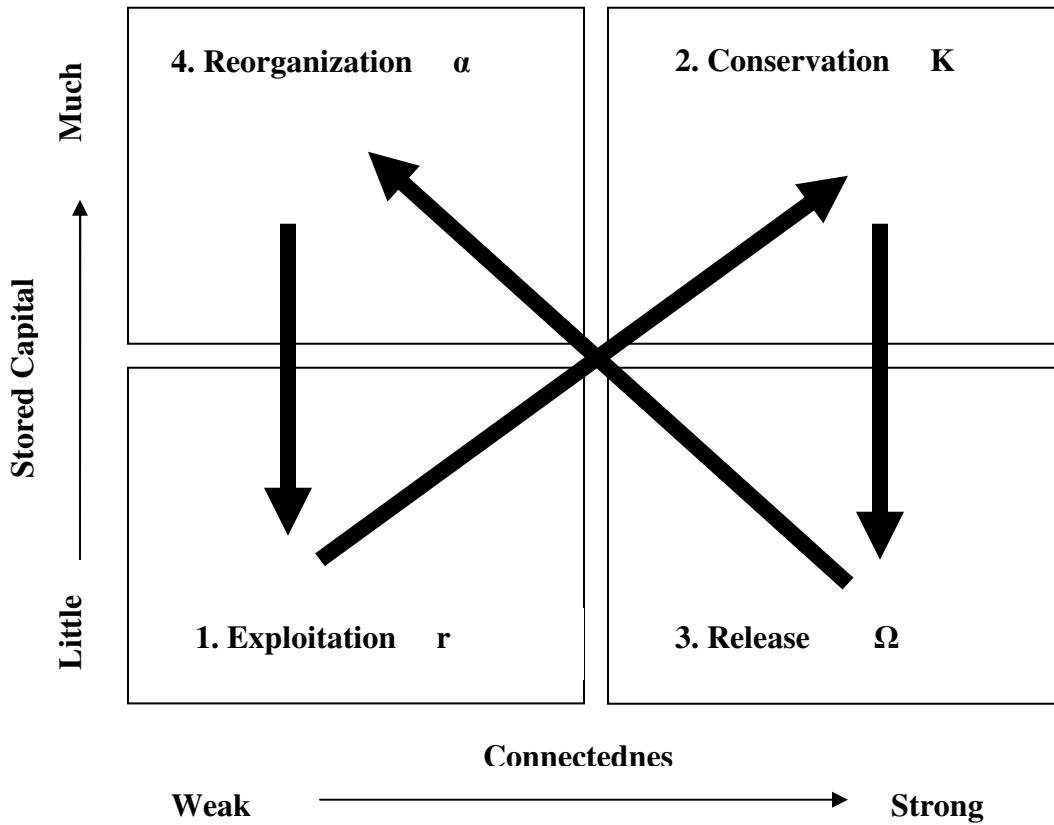 4. Reorganization α
2. Conservation K
Much
Stored Capital
Little
1. Exploitation r
3. Release Ω
Connectednes
Weak
Strong